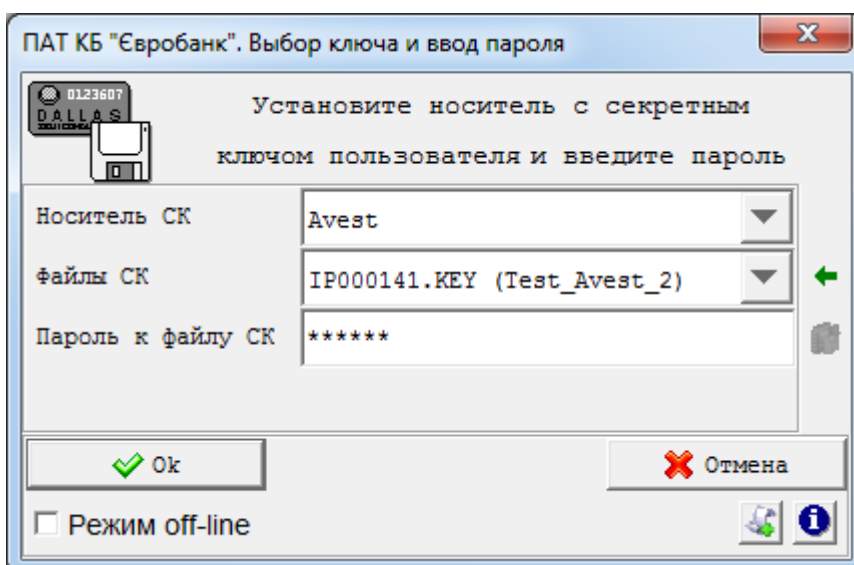 ПАТ КБ "Євробанк". Выбор ключа и ввод пароля
0123607
DALLAS
Установите носитель с секретным
ключом пользователя и введите пароль
Носитель СК
Avest
Файлы СК
IP000141.KEY (Test_Avest_2)
Пароль к файлу СК
******
Ok
Отмена
Режим off-line